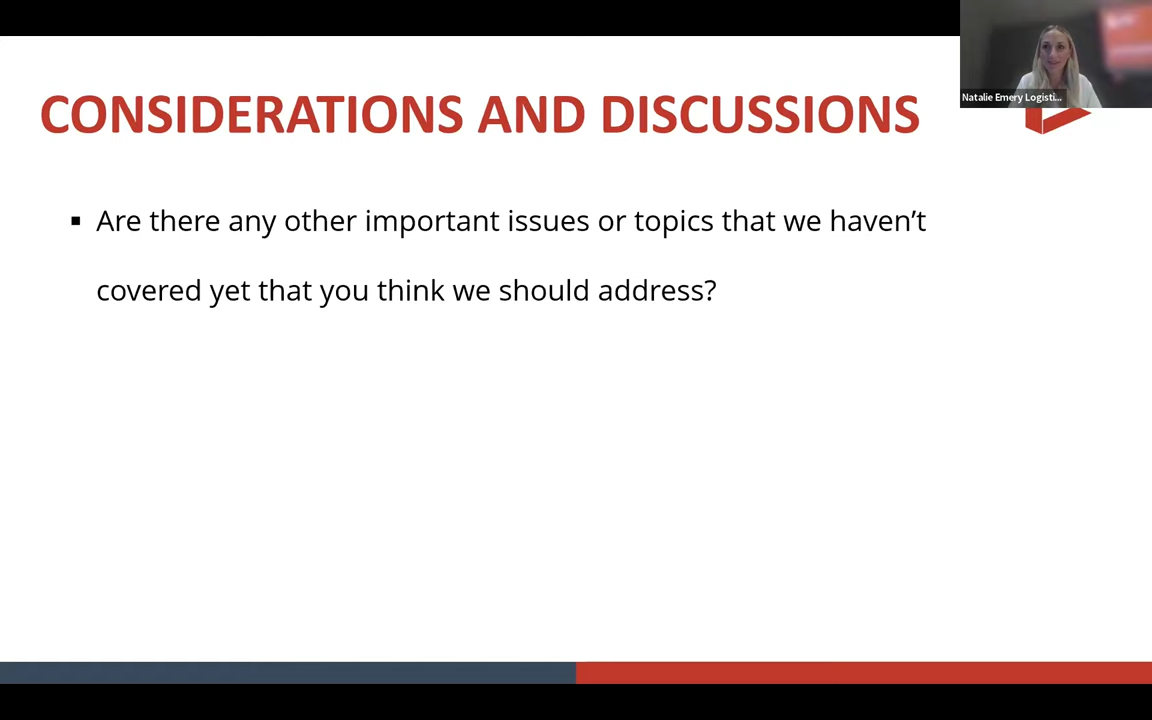 Natalie Emery Logisti...
CONSIDERATIONS AND DISCUSSIONS
▪ Are there any other important issues or topics that we haven’t
covered yet that you think we should address?